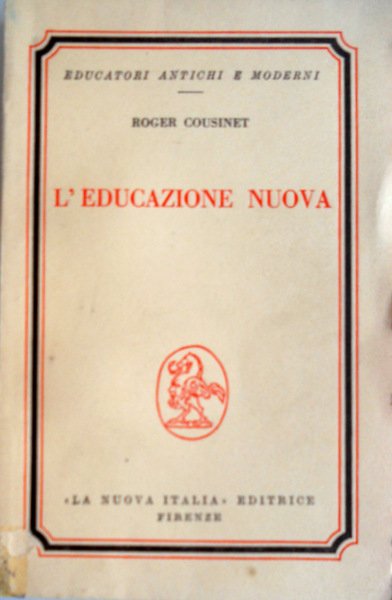 EDUCATORI ANTICHI E MODERNI
ROGER COUSINET
L'EDUCAZIONE NUOVA
«LA NUOVA ITALIA» EDITRICE
FIRENZE